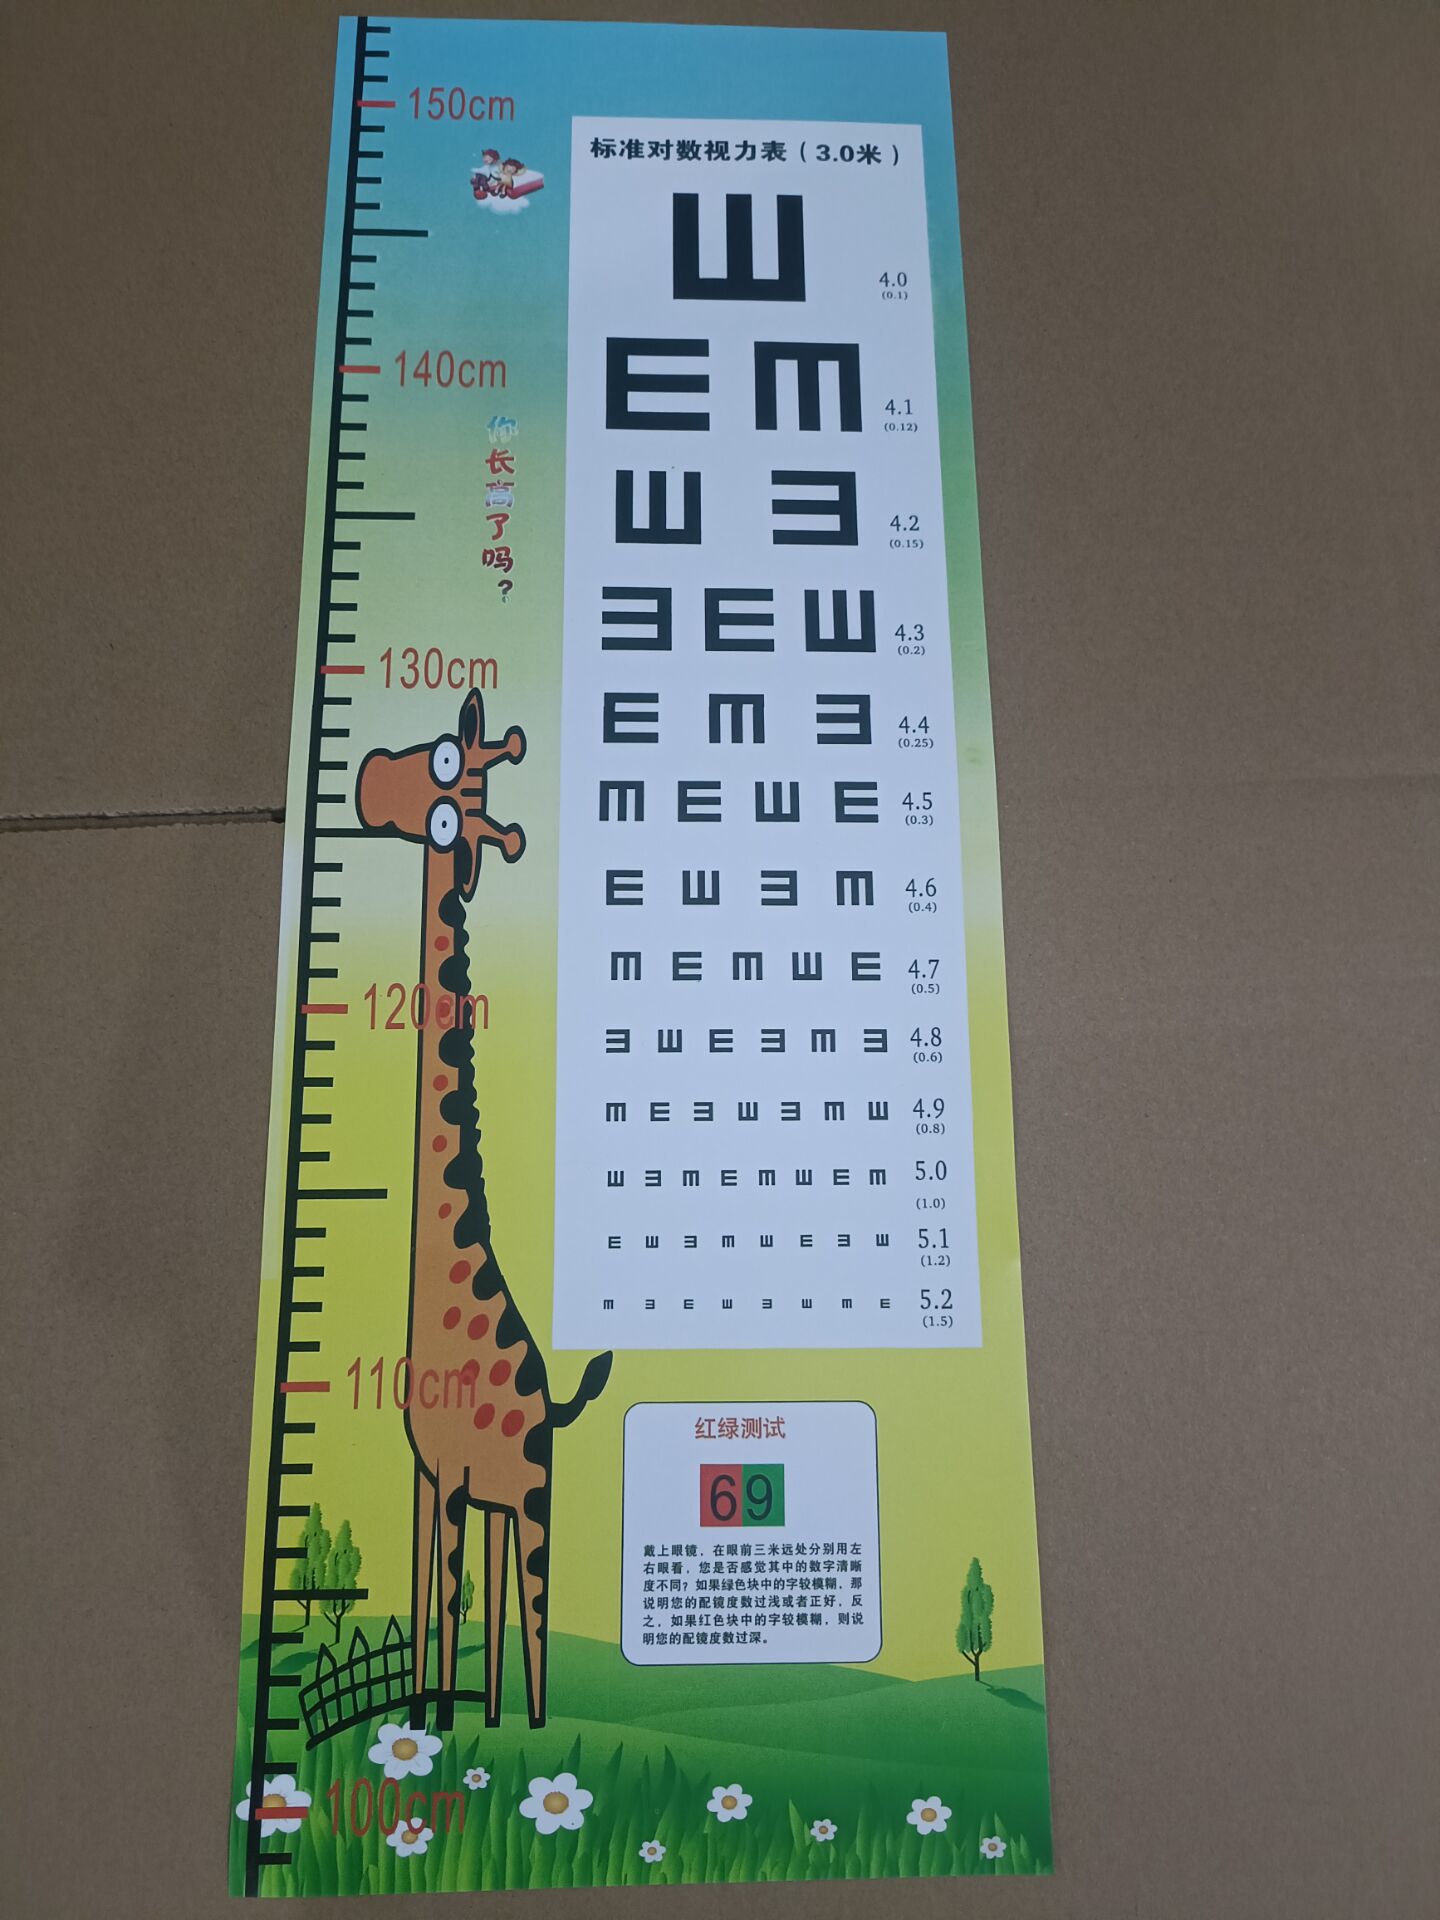 150cm
140cm
你长高了吗?
130cm
120cm
110cm
100cm
标准对数视力表（3.0米）
4.0
(0.1)
4.1
(0.12)
4.2
(0.15)
4.3
(0.2)
4.4
(0.25)
4.5
(0.3)
4.6
(0.4)
4.7
(0.5)
4.8
(0.6)
4.9
(0.8)
5.0
(1.0)
5.1
(1.2)
5.2
(1.5)
红绿测试
69
戴上眼镜，在眼前三米远处分别用左
右眼看，您是否感觉其中的数字清晰
度不同？如果绿色块中的字较模糊，那
说明您的配镜度数过浅或者正好，反
之，如果红色块中的字较模糊，则说
明您的配镜度数过深。